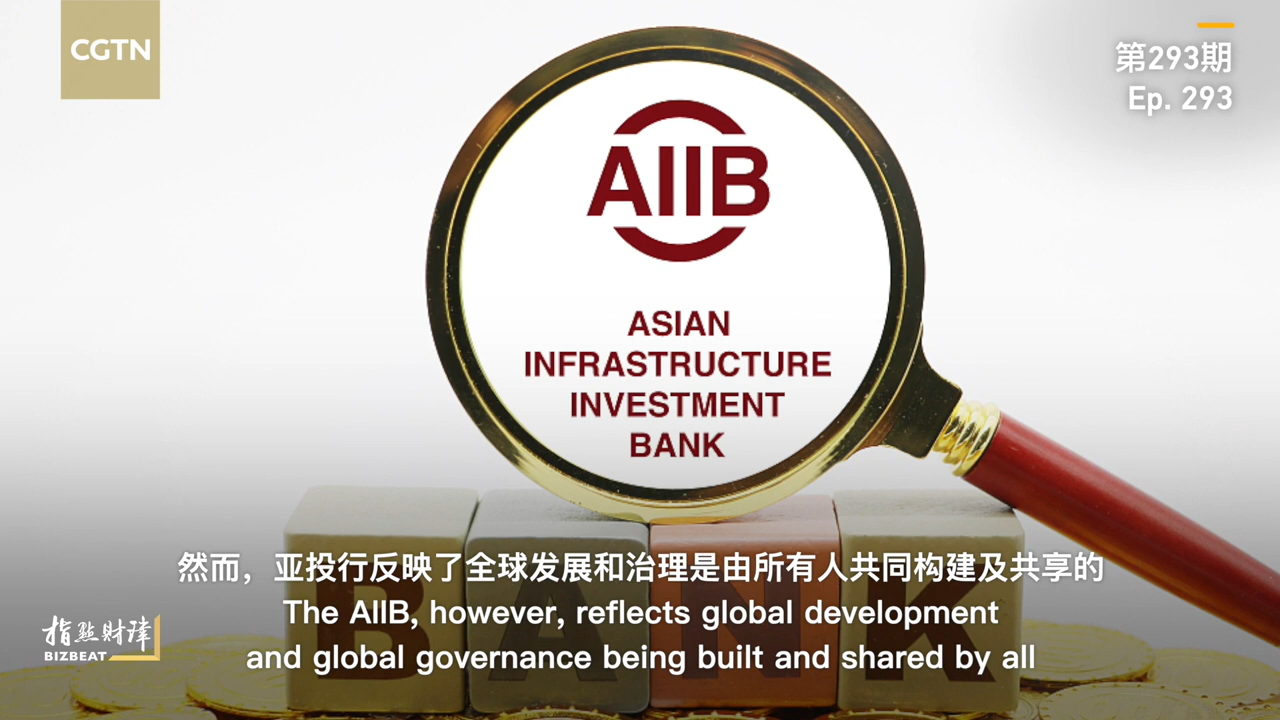 CGTN
第293期
Ep. 293
AIIB
ASIAN
INFRASTRUCTURE
INVESTMENT
BANK
BANK
然而，亚投行反映了全球发展和治理是由所有人共同构建及共享的
The AIIB, however, reflects global development
and global governance being built and shared by all
指點财津
BIZBEAT